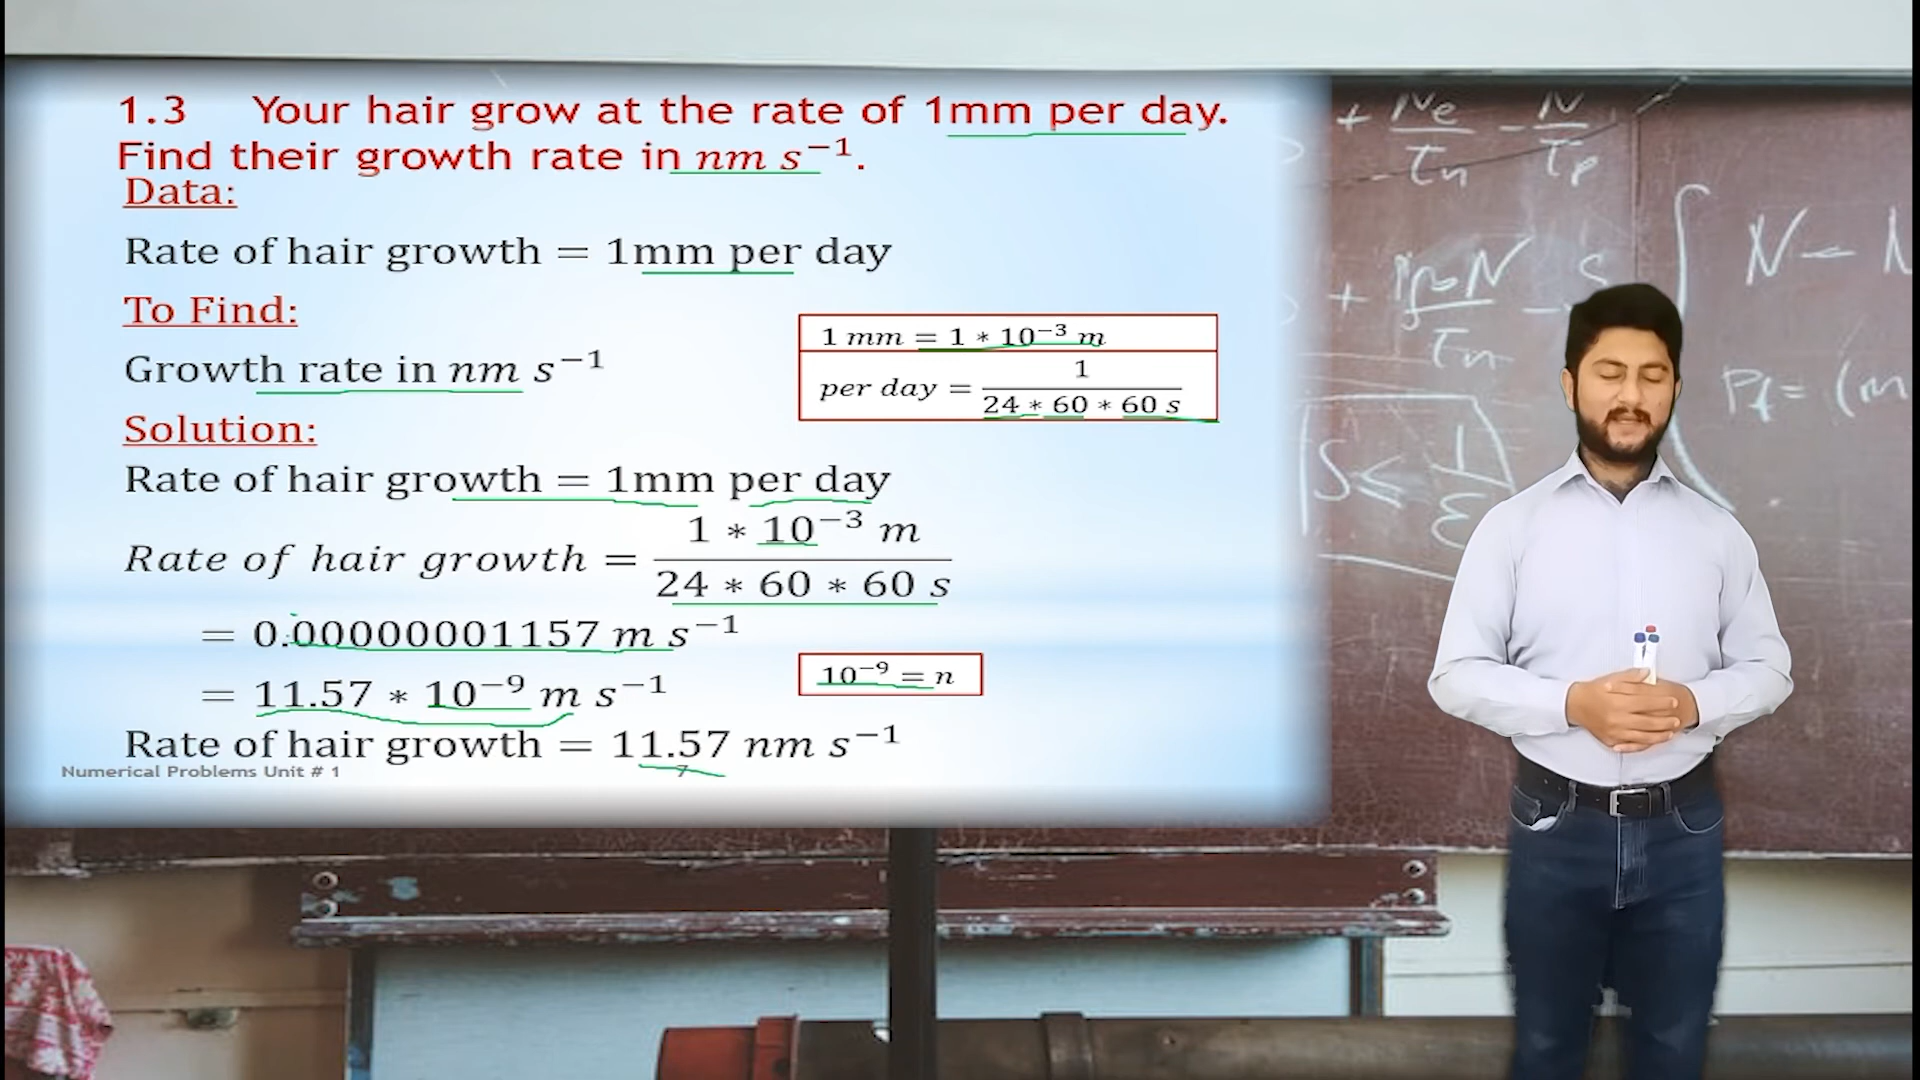 1.3 Your hair grow at the rate of 1mm per day.
Find their growth rate in nm s⁻¹.
Data:
Rate of hair growth = 1mm per day
To Find:
Growth rate in nm s⁻¹
1 mm = 1 * 10⁻³ m
per day = 1 / 24 * 60 * 60 s
Solution:
Rate of hair growth = 1mm per day
Rate of hair growth = 1 * 10⁻³ m / 24 * 60 * 60 s
= 0.00000001157 m s⁻¹
= 11.57 * 10⁻⁹ m s⁻¹
10⁻⁹ = n
Rate of hair growth = 11.57 nm s⁻¹
Numerical Problems Unit # 1
7
+ Ne / τn - N / τp
S ≤ 1 / ε